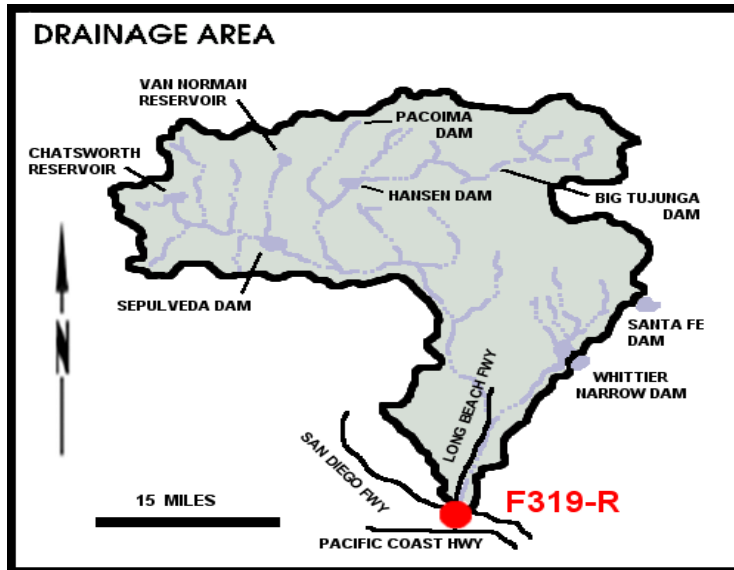 DRAINAGE AREA
VAN NORMAN
RESERVOIR
PACOIMA
DAM
CHATSWORTH
RESERVOIR
HANSEN DAM
BIG TUJUNGA
DAM
SEPULVEDA DAM
SANTA FE
DAM
WHITTIER
NARROW DAM
N
LONG BEACH FWY
SAN DIEGO FWY
15 MILES
F319-R
PACIFIC COAST HWY